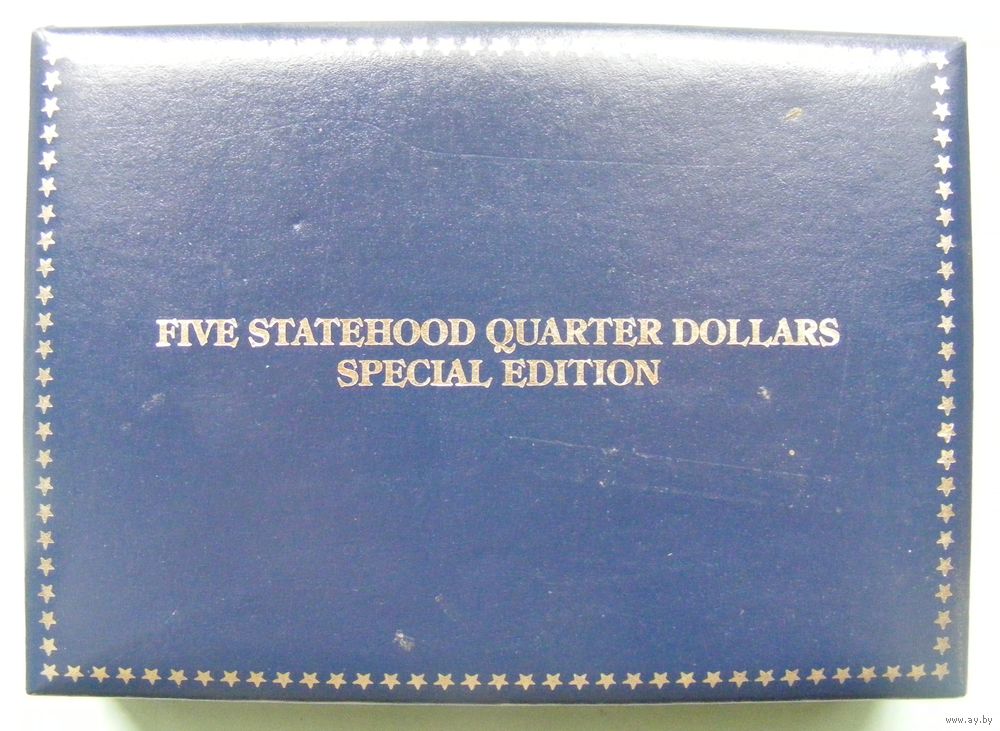 FIVE STATEHOOD QUARTER DOLLARS
SPECIAL EDITION
www.ay.by